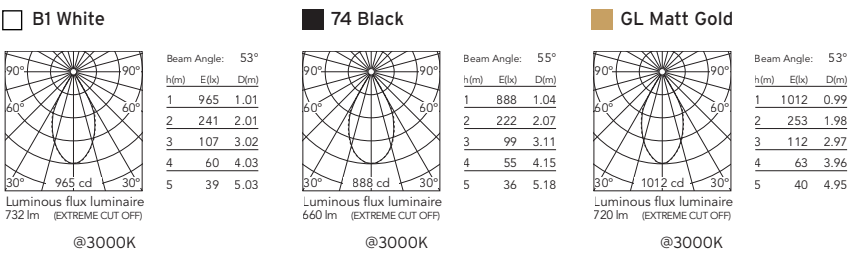 B1 White
90° 90°
60° 60°
30° 965 cd 30°
Luminous flux luminaire
732 lm (EXTREME CUT OFF)
@3000K
Beam Angle: 53°
h(m) E(lx) D(m)
1 965 1.01
2 241 2.01
3 107 3.02
4 60 4.03
5 39 5.03
74 Black
90° 90°
60° 60°
30° 888 cd 30°
Luminous flux luminaire
660 lm (EXTREME CUT OFF)
@3000K
Beam Angle: 55°
h(m) E(lx) D(m)
1 888 1.04
2 222 2.07
3 99 3.11
4 55 4.15
5 36 5.18
GL Matt Gold
90° 90°
60° 60°
30° 1012 cd 30°
Luminous flux luminaire
720 lm (EXTREME CUT OFF)
@3000K
Beam Angle: 53°
h(m) E(lx) D(m)
1 1012 0.99
2 253 1.98
3 112 2.97
4 63 3.96
5 40 4.95